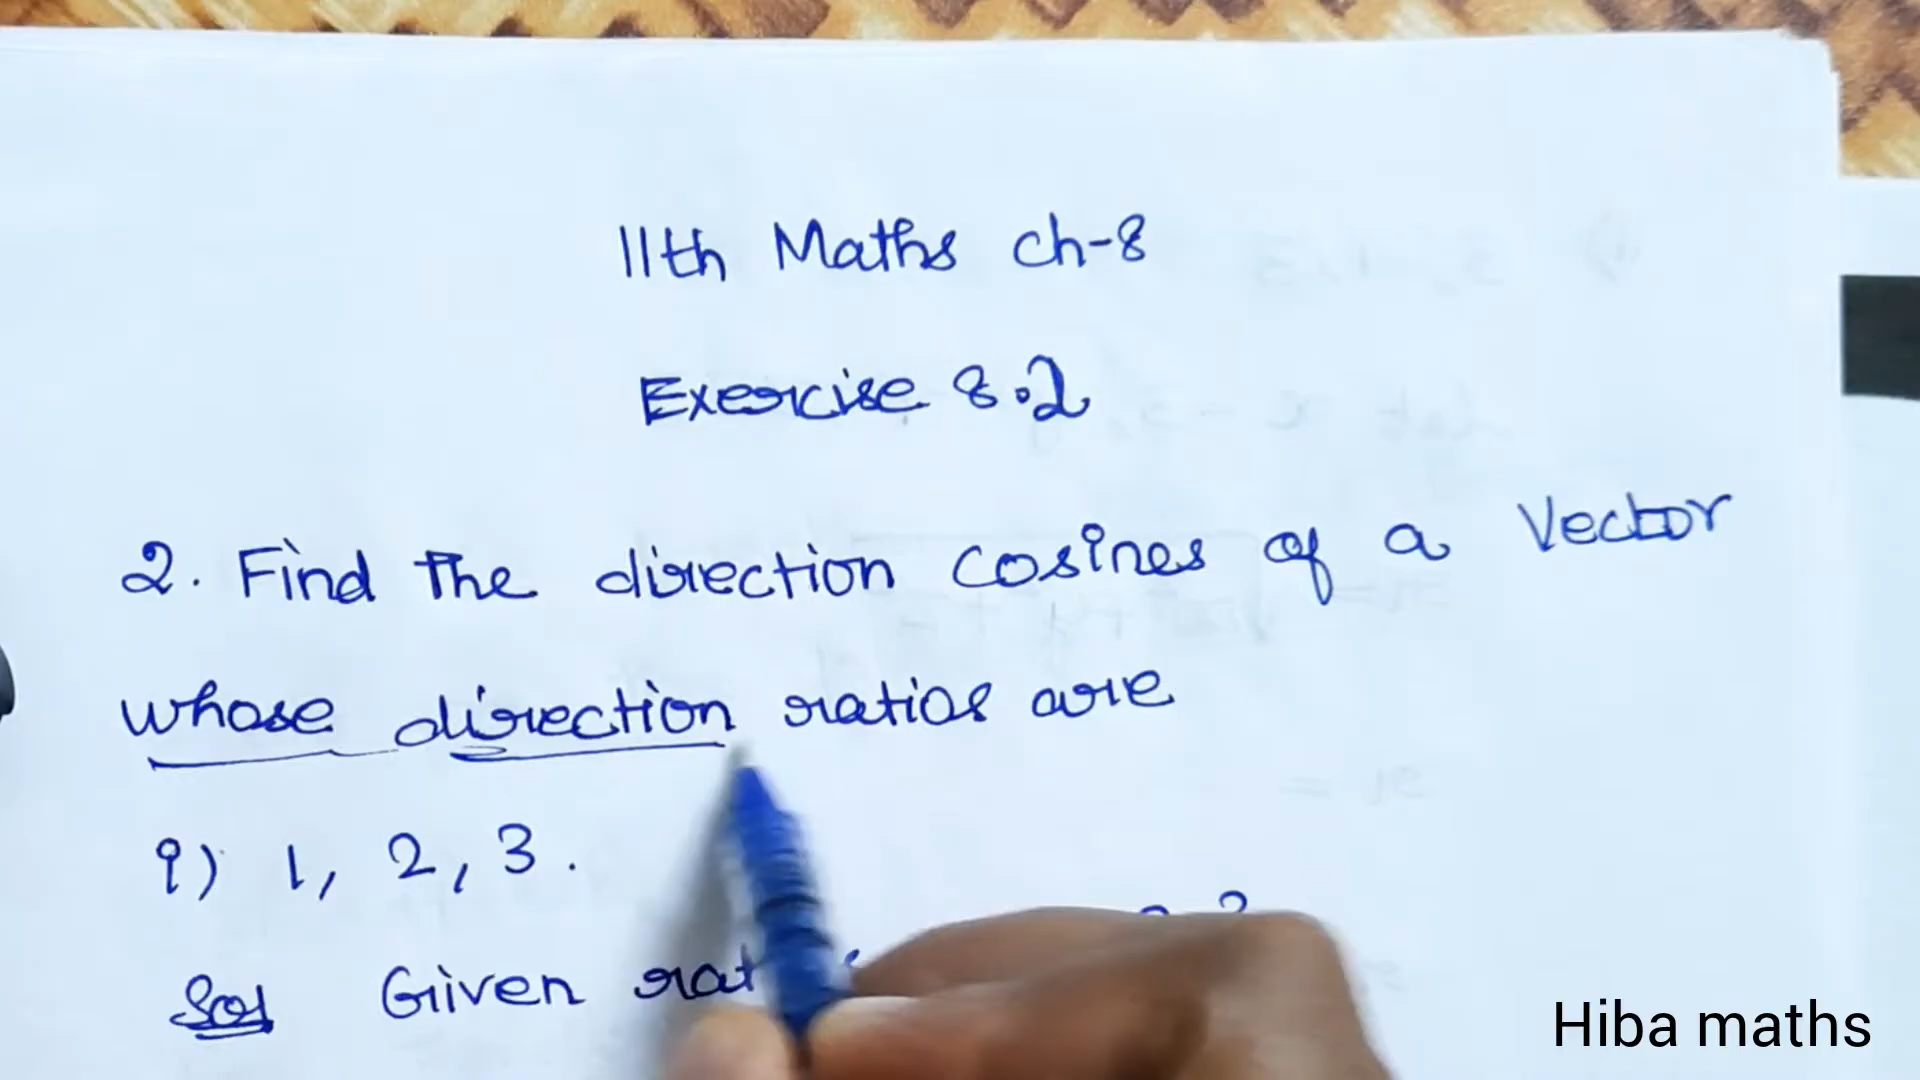 11th Maths Ch-8
Exercise 8.2
2. Find the direction cosines of a Vector
whose direction ratios are
i) 1, 2, 3.
Sol Given
Hiba maths